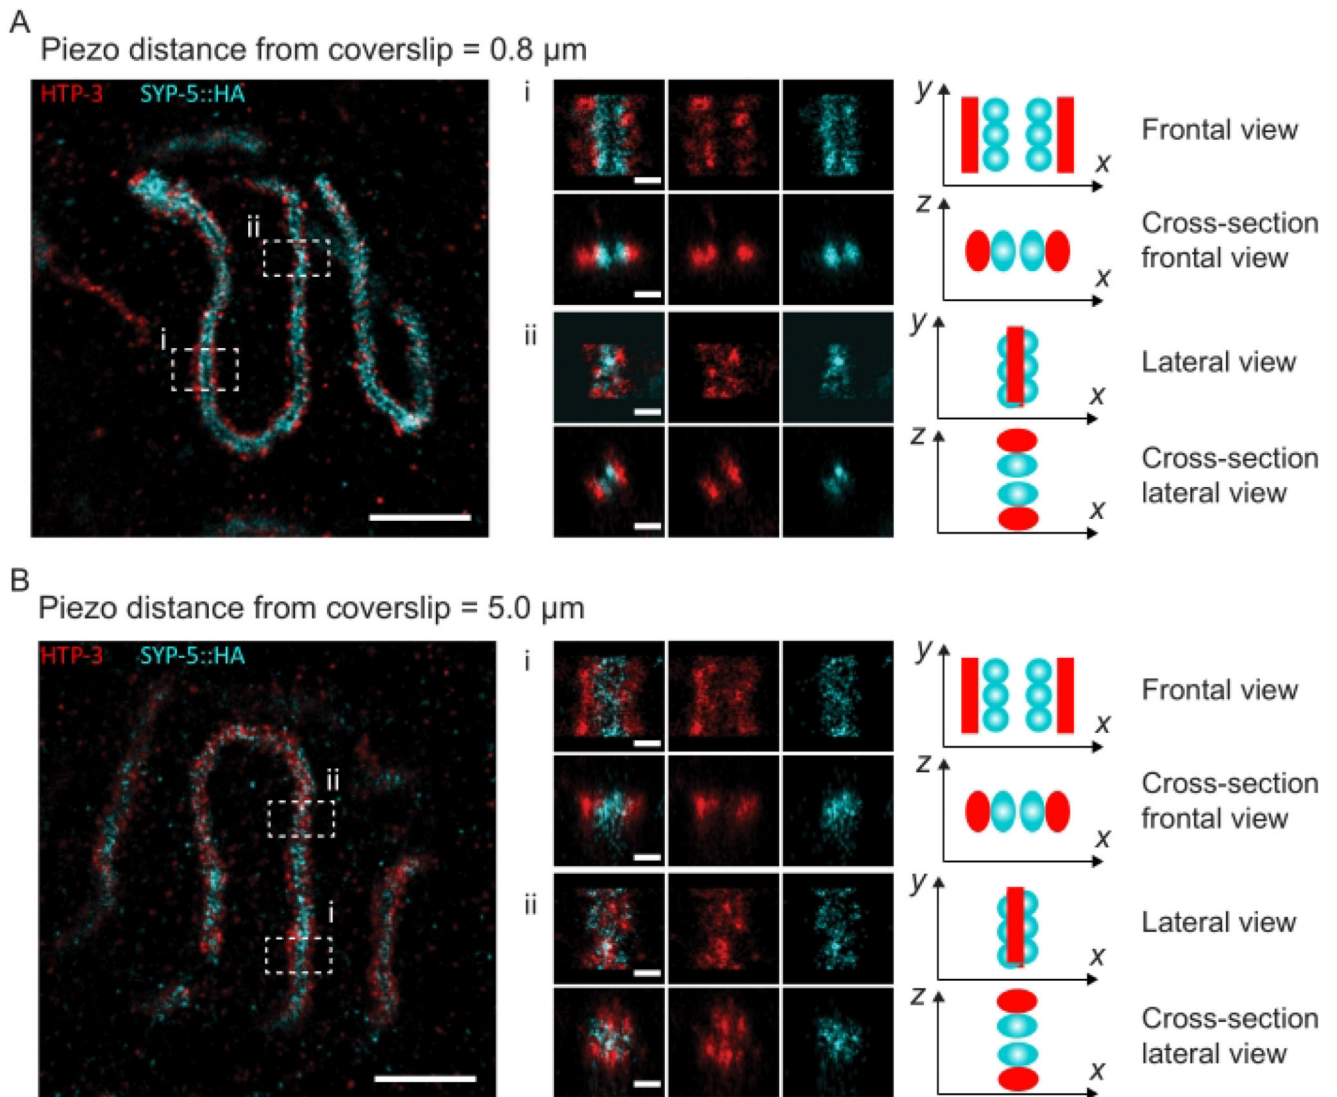 A
Piezo distance from coverslip = 0.8 µm
HTP-3 SYP-5::HA
ii
i
i
y
x
Frontal view
z
x
Cross-section
frontal view
ii
y
x
Lateral view
z
x
Cross-section
lateral view
B
Piezo distance from coverslip = 5.0 µm
HTP-3 SYP-5::HA
ii
i
i
y
x
Frontal view
z
x
Cross-section
frontal view
ii
y
x
Lateral view
z
x
Cross-section
lateral view